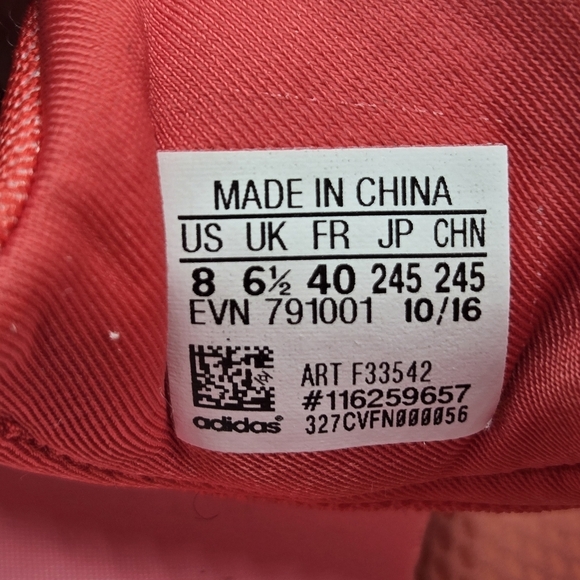 MADE IN CHINA
US UK FR JP CHN
8 6½ 40 245 245
EVN 791001 10/16
ART F33542
#116259657
adidas® 327CVFN000056